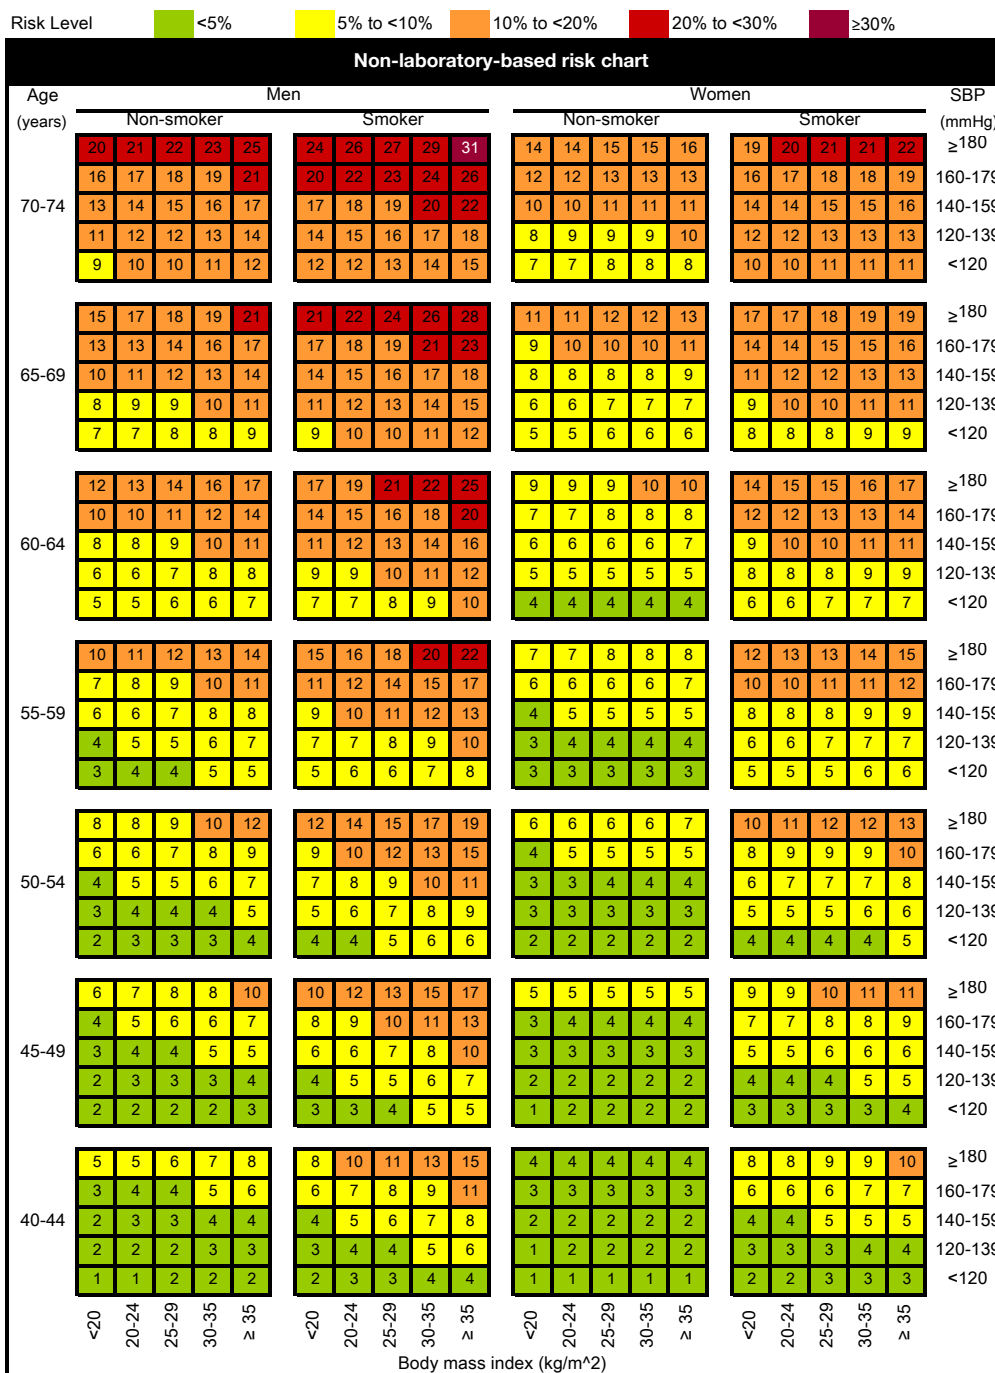 Risk Level <5% 5% to <10% 10% to <20% 20% to <30% ≥30%
Non-laboratory-based risk chart
Age Men Women SBP
(years) Non-smoker Smoker Non-smoker Smoker (mmHg)
20 21 22 23 25 24 26 27 29 31 14 14 15 15 16 19 20 21 21 22 ≥180
16 17 18 19 21 20 22 23 24 26 12 12 13 13 13 16 17 18 18 19 160-179
70-74 13 14 15 16 17 17 18 19 20 22 10 10 11 11 11 14 14 15 15 16 140-159
11 12 12 13 14 14 15 16 17 18 8 9 9 9 10 12 12 13 13 13 120-139
9 10 10 11 12 12 12 13 14 15 7 7 8 8 8 10 10 11 11 11 <120
15 17 18 19 21 21 22 24 26 28 11 11 12 12 13 17 17 18 19 19 ≥180
13 13 14 16 17 17 18 19 21 23 9 10 10 10 11 14 14 15 15 16 160-179
65-69 10 11 12 13 14 14 15 16 17 18 8 8 8 8 9 11 12 12 13 13 140-159
8 9 9 10 11 11 12 13 14 15 6 6 7 7 7 9 10 10 11 11 120-139
7 7 8 8 9 9 10 10 11 12 5 5 6 6 6 8 8 8 9 9 <120
12 13 14 16 17 17 19 21 22 25 9 9 9 10 10 14 15 15 16 17 ≥180
10 10 11 12 14 14 15 16 18 20 7 7 8 8 8 12 12 13 13 14 160-179
60-64 8 8 9 10 11 11 12 13 14 16 6 6 6 6 7 9 10 10 11 11 140-159
6 6 7 8 8 9 9 10 11 12 5 5 5 5 5 8 8 8 9 9 120-139
5 5 6 6 7 7 7 8 9 10 4 4 4 4 4 6 6 7 7 7 <120
10 11 12 13 14 15 16 18 20 22 7 7 8 8 8 12 13 13 14 15 ≥180
7 8 9 10 11 11 12 14 15 17 6 6 6 6 7 10 10 11 11 12 160-179
55-59 6 6 7 8 8 9 10 11 12 13 4 5 5 5 5 8 8 8 9 9 140-159
4 5 5 6 7 7 7 8 9 10 3 4 4 4 4 6 6 7 7 7 120-139
3 4 4 5 5 5 6 6 7 8 3 3 3 3 3 5 5 5 6 6 <120
8 8 9 10 12 12 14 15 17 19 6 6 6 6 7 10 11 12 12 13 ≥180
6 6 7 8 9 9 10 12 13 15 4 5 5 5 5 8 9 9 9 10 160-179
50-54 4 5 5 6 7 7 8 9 10 11 3 3 4 4 4 6 7 7 7 8 140-159
3 4 4 4 5 5 6 7 8 9 3 3 3 3 3 5 5 5 6 6 120-139
2 3 3 3 4 4 4 5 6 6 2 2 2 2 2 4 4 4 4 5 <120
6 7 8 8 10 10 12 13 15 17 5 5 5 5 5 9 9 10 11 11 ≥180
4 5 6 6 7 8 9 10 11 13 3 4 4 4 4 7 7 8 8 9 160-179
45-49 3 4 4 5 5 6 6 7 8 10 3 3 3 3 3 5 5 6 6 6 140-159
2 3 3 3 4 4 5 5 6 7 2 2 2 2 2 4 4 4 5 5 120-139
2 2 2 2 3 3 3 4 5 5 1 2 2 2 2 3 3 3 3 4 <120
5 5 6 7 8 8 10 11 13 15 4 4 4 4 4 8 8 9 9 10 ≥180
3 4 4 5 6 6 7 8 9 11 3 3 3 3 3 6 6 6 7 7 160-179
40-44 2 3 3 4 4 4 5 6 7 8 2 2 2 2 2 4 4 5 5 5 140-159
2 2 2 3 3 3 4 4 5 6 1 2 2 2 2 3 3 3 4 4 120-139
1 1 2 2 2 2 3 3 4 4 1 1 1 1 1 2 2 3 3 3 <120
<20 20-24 25-29 30-35 ≥ 35 <20 20-24 25-29 30-35 ≥ 35 <20 20-24 25-29 30-35 ≥ 35 <20 20-24 25-29 30-35 ≥ 35
Body mass index (kg/m^2)